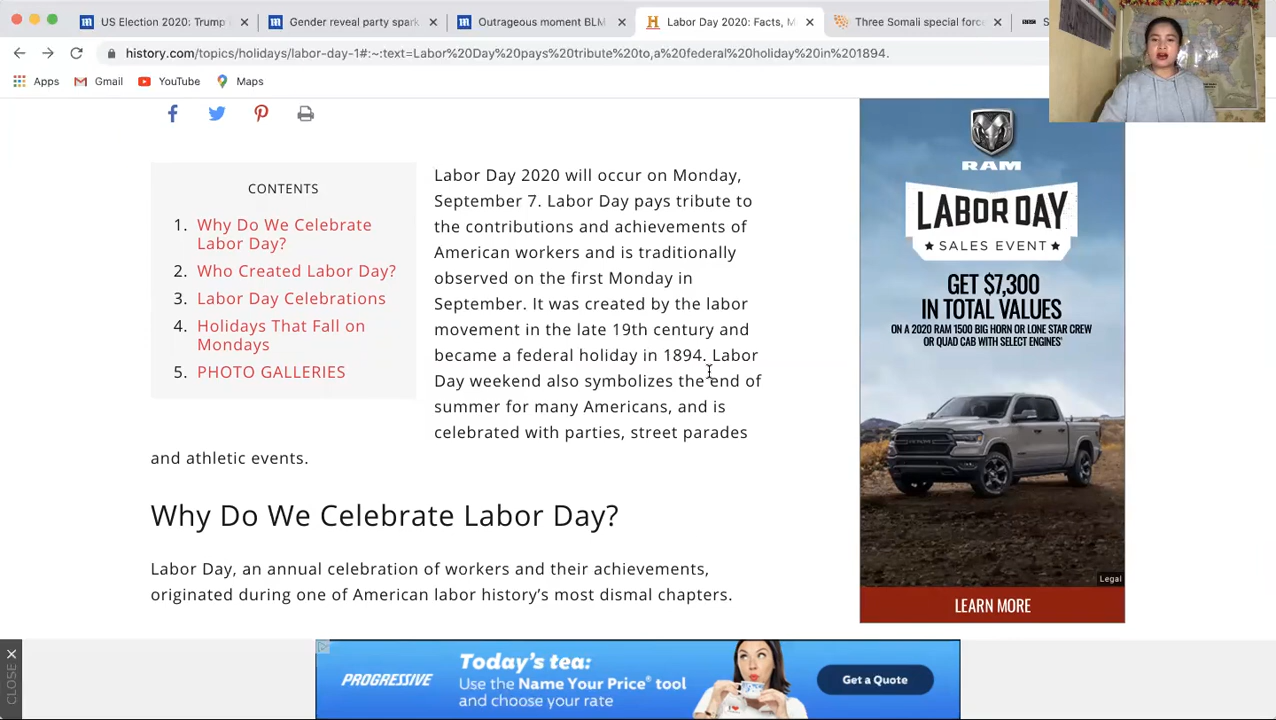 US Election 2020: Trump
Gender reveal party spark
Outrageous moment BLM
Labor Day 2020: Facts, M
Three Somali special force
history.com/topics/holidays/labor-day-1#:~:text=Labor%20Day%20pays%20tribute%20to,a%20federal%20holiday%20in%201894.
Apps
Gmail
YouTube
Maps
CONTENTS
1. Why Do We Celebrate
Labor Day?
2. Who Created Labor Day?
3. Labor Day Celebrations
4. Holidays That Fall on
Mondays
5. PHOTO GALLERIES
Labor Day 2020 will occur on Monday,
September 7. Labor Day pays tribute to
the contributions and achievements of
American workers and is traditionally
observed on the first Monday in
September. It was created by the labor
movement in the late 19th century and
became a federal holiday in 1894. Labor
Day weekend also symbolizes the end of
summer for many Americans, and is
celebrated with parties, street parades
and athletic events.
Why Do We Celebrate Labor Day?
Labor Day, an annual celebration of workers and their achievements,
originated during one of American labor history's most dismal chapters.
RAM
LABOR DAY
★ SALES EVENT ★
GET $7,300
IN TOTAL VALUES
ON A 2020 RAM 1500 BIG HORN OR LONE STAR CREW
OR QUAD CAB WITH SELECT ENGINES
Legal
LEARN MORE
CLOSE
PROGRESSIVE
Today's tea:
Use the Name Your Price® tool
and choose your rate
Get a Quote